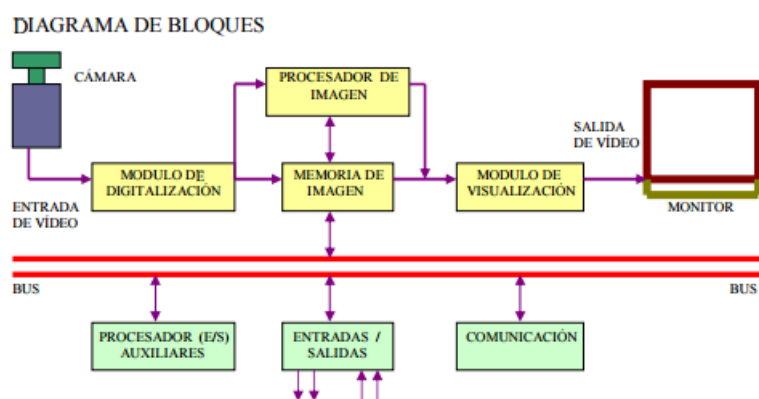 DIAGRAMA DE BLOQUES
CÁMARA
PROCESADOR DE
IMAGEN
SALIDA
DE VÍDEO
MODULO DE
DIGITALIZACIÓN
MEMORIA DE
IMAGEN
MODULO DE
VISUALIZACIÓN
ENTRADA
DE VÍDEO
MONITOR
BUS
BUS
PROCESADOR (E/S)
AUXILIARES
ENTRADAS /
SALIDAS
COMUNICACIÓN